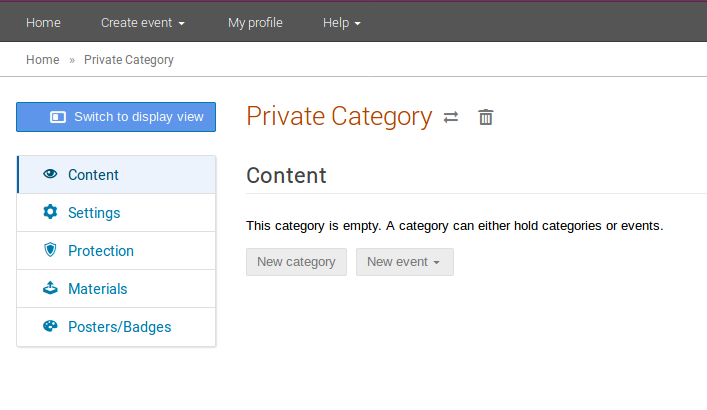 Home Create event My profile Help
Home » Private Category
Switch to display view
Private Category
Content
Settings
Protection
Materials
Posters/Badges
Content
This category is empty. A category can either hold categories or events.
New category New event